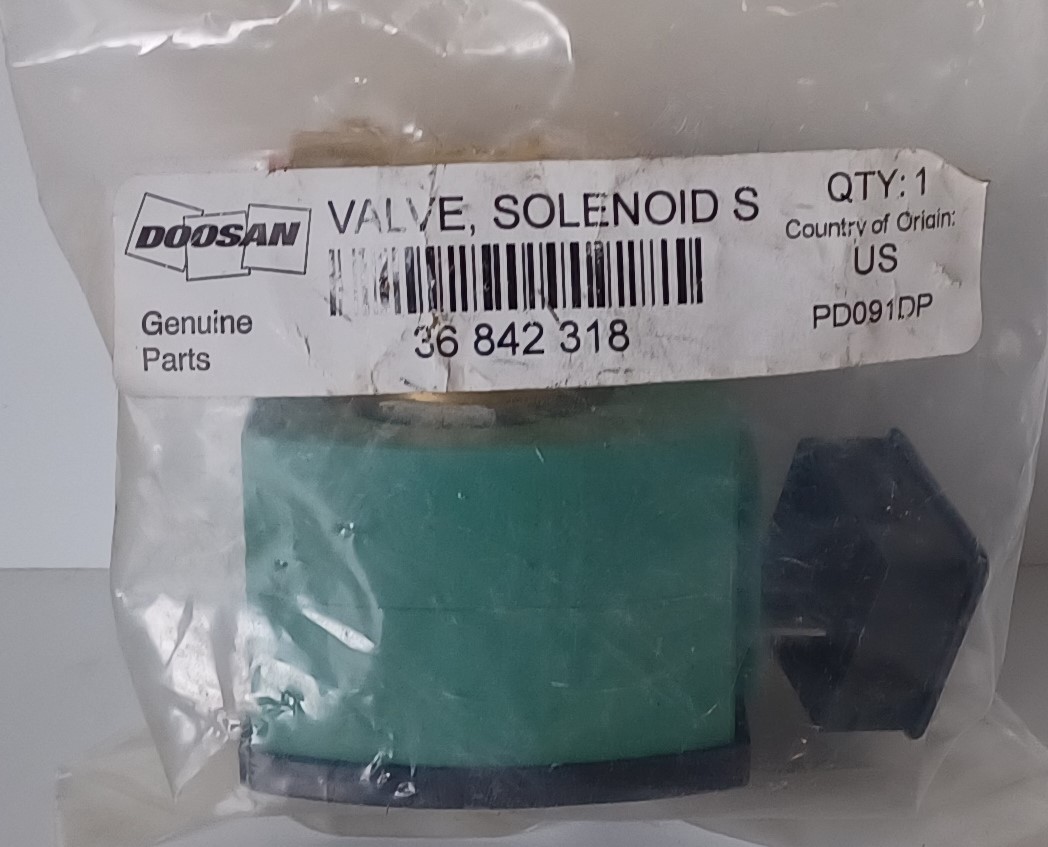 DOOSAN
Genuine
Parts
VALVE, SOLENOID S
36 842 318
QTY: 1
Country of Origin:
US
PD091DP